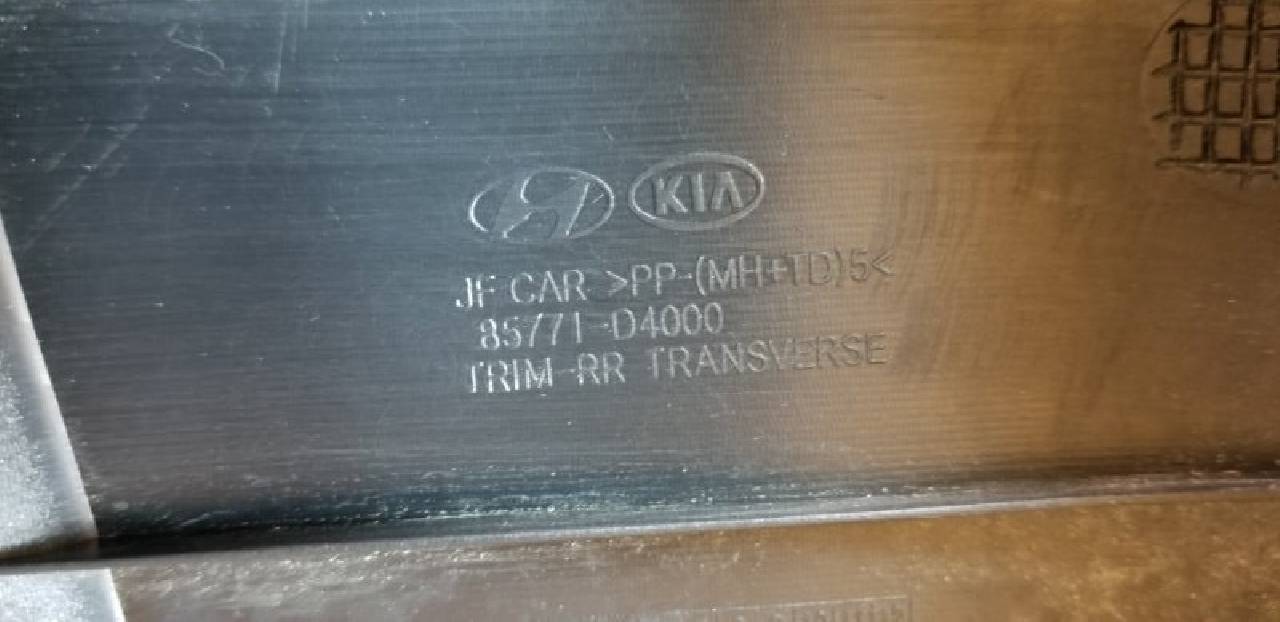 KIA
JF CAR >PP-(MH+TD)5<
85771-D4000
TRIM-RR TRANSVERSE